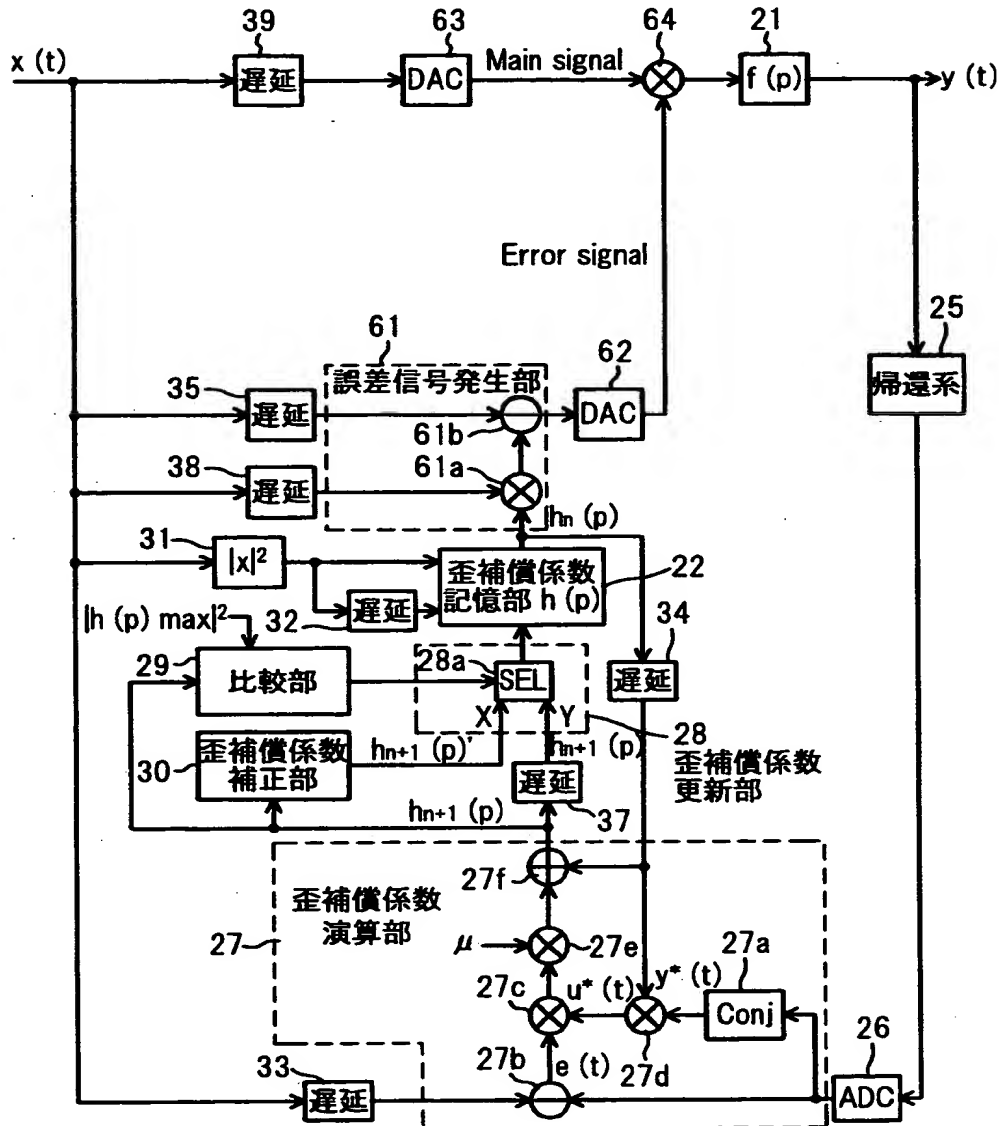 39
63
64
21
x (t)
遅延
DAC
Main signal
f (p)
y (t)
Error signal
25
帰還系
61
誤差信号発生部
62
35
遅延
61b
DAC
38
遅延
61a
hn (p)
31
|x|²
歪補償係数
記憶部 h (p)
22
32
遅延
|h (p) max|²
34
遅延
29
比較部
28a
SEL
X
Y
28
歪補償係数
更新部
30
歪補償係数
補正部
hn+1 (p)'
hn+1 (p)
遅延
37
hn+1 (p)
27f
27
歪補償係数
演算部
μ
27e
27a
y* (t)
27c
u* (t)
Conj
27d
26
ADC
33
遅延
27b
e (t)